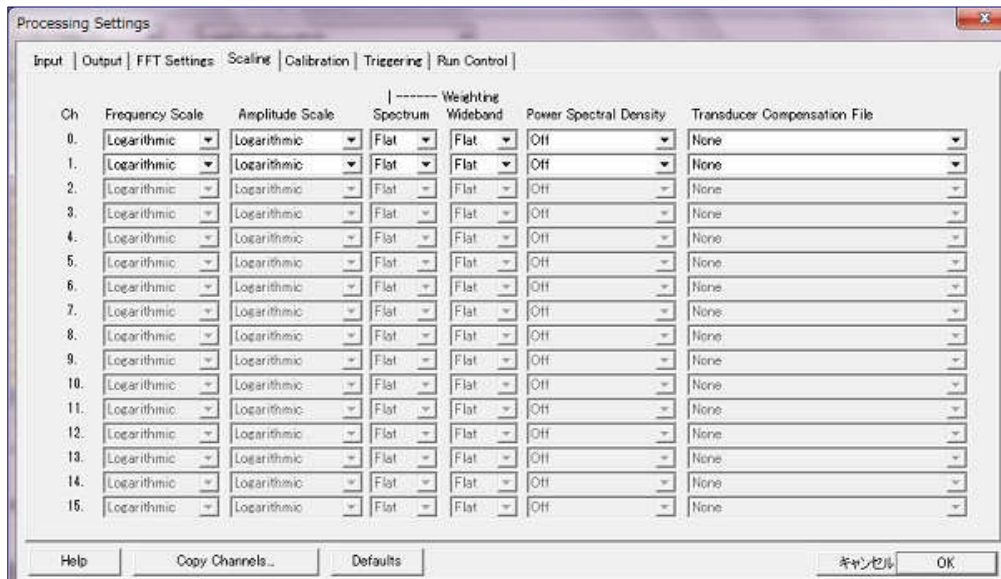 Processing Settings
x
Input | Output | FFT Settings Scaling | Calibration | Triggering | Run Control |
|------ Weighting
Ch Frequency Scale Amplitude Scale Spectrum Wideband Power Spectral Density Transducer Compensation File
0. Logarithmic Logarithmic Flat Flat Off None
1. Logarithmic Logarithmic Flat Flat Off None
2. Logarithmic Logarithmic Flat Flat Off None
3. Logarithmic Logarithmic Flat Flat Off None
4. Logarithmic Logarithmic Flat Flat Off None
5. Logarithmic Logarithmic Flat Flat Off None
6. Logarithmic Logarithmic Flat Flat Off None
7. Logarithmic Logarithmic Flat Flat Off None
8. Logarithmic Logarithmic Flat Flat Off None
9. Logarithmic Logarithmic Flat Flat Off None
10. Logarithmic Logarithmic Flat Flat Off None
11. Logarithmic Logarithmic Flat Flat Off None
12. Logarithmic Logarithmic Flat Flat Off None
13. Logarithmic Logarithmic Flat Flat Off None
14. Logarithmic Logarithmic Flat Flat Off None
15. Logarithmic Logarithmic Flat Flat Off None
Help Copy Channels... Defaults キャンセル OK